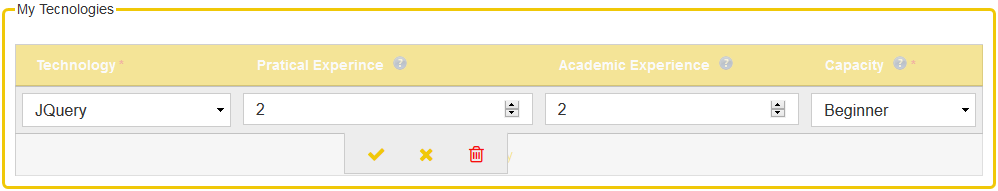 My Tecnologies
Technology * Pratical Experince ? Academic Experience ? Capacity ? *
JQuery 2 2 Beginner